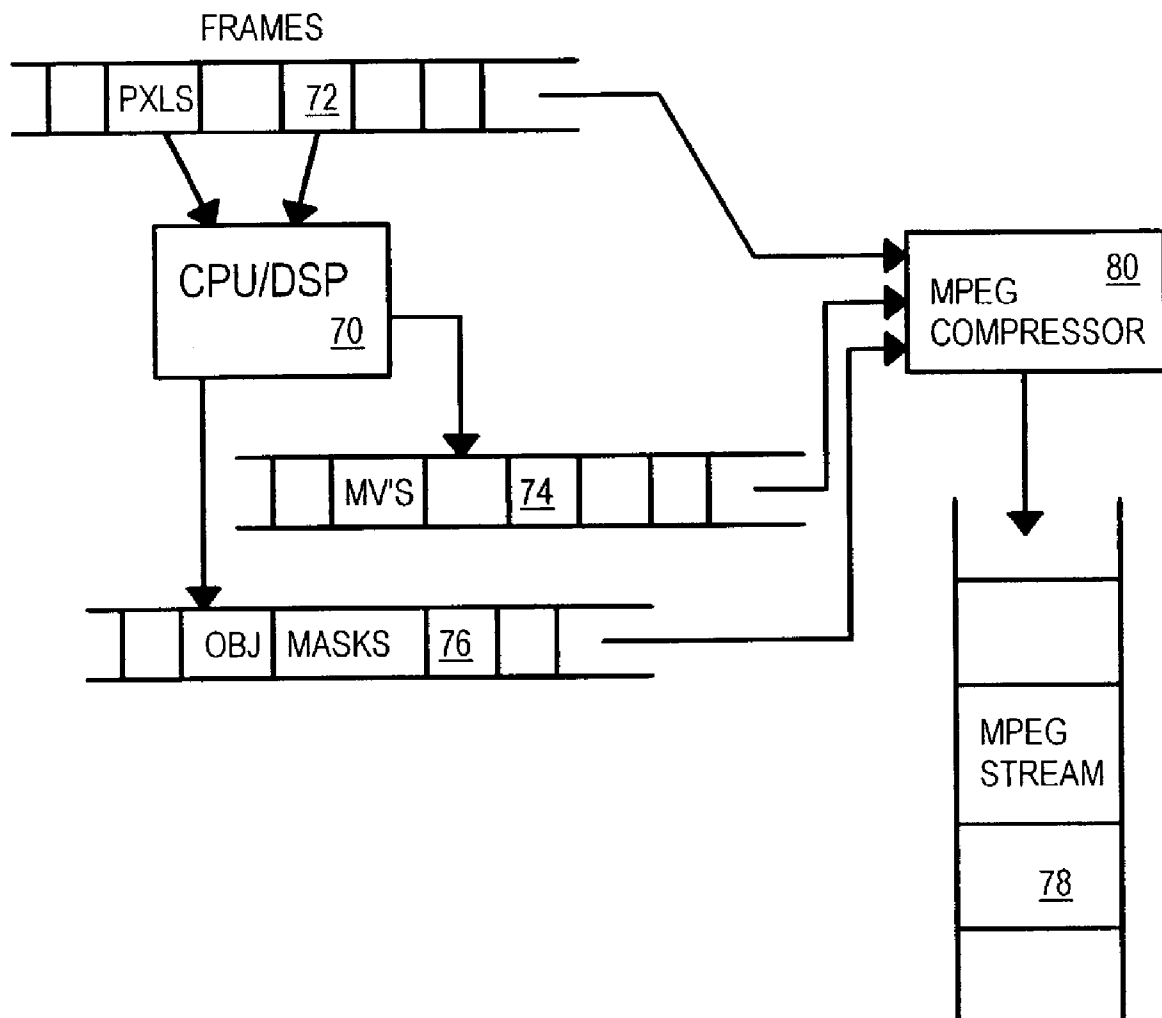 FRAMES
PXLS 72
CPU/DSP
70
80
MPEG
COMPRESSOR
MV'S 74
OBJ MASKS 76
MPEG
STREAM
78